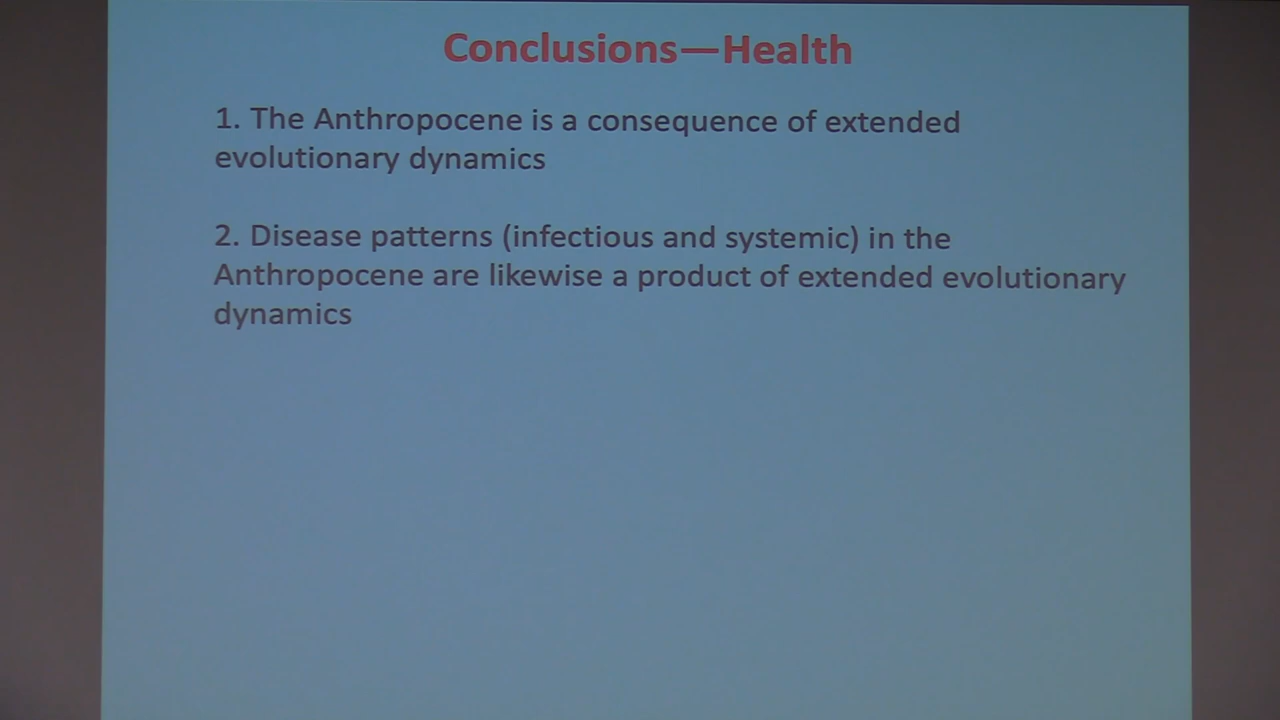 Conclusions—Health
1. The Anthropocene is a consequence of extended
evolutionary dynamics
2. Disease patterns (infectious and systemic) in the
Anthropocene are likewise a product of extended evolutionary
dynamics